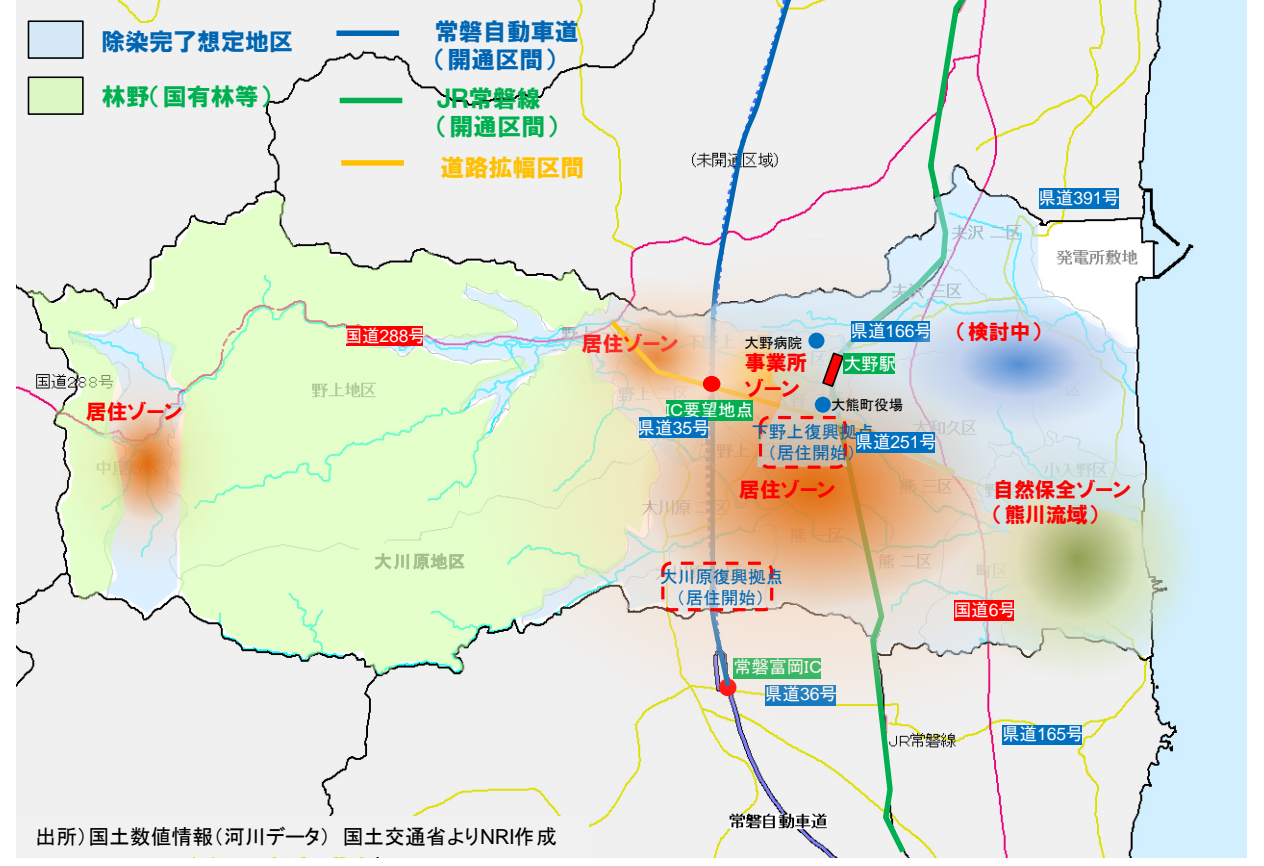 除染完了想定地区
常磐自動車道
（開通区間）
林野（国有林等）
JR常磐線
（開通区間）
道路拡幅区間
（未開通区域）
県道391号
夫沢 二区
発電所敷地
夫沢 三区
国道288号
県道166号
（検討中）
居住ゾーン
大野病院
事業所
ゾーン
大野駅
国道288号
野上地区
居住ゾーン
IC要望地点
大熊町役場
県道35号
下野上復興拠点
（居住開始）
県道251号
大和久区
小入野区
居住ゾーン
熊 三区
自然保全ゾーン
（熊川流域）
大川原 二区
熊 一区
大川原地区
熊 二区
町区
大川原復興拠点
（居住開始）
国道6号
常磐富岡IC
県道36号
JR常磐線
県道165号
常磐自動車道
出所）国土数値情報（河川データ） 国土交通省よりNRI作成